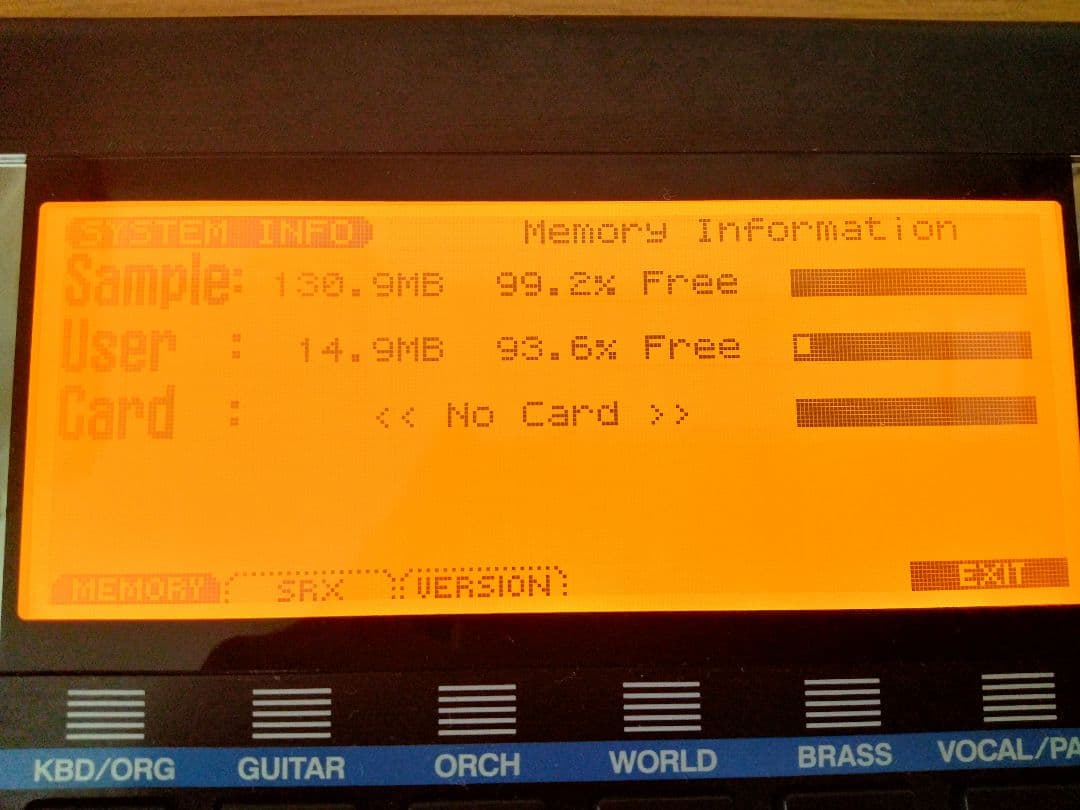 SYSTEM INFO Memory Information
Sample: 130.9MB 99.2% Free
User : 14.9MB 93.6% Free
Card : << No Card >>
MEMORY SRX VERSION EXIT
KBD/ORG GUITAR ORCH WORLD BRASS VOCAL/PA